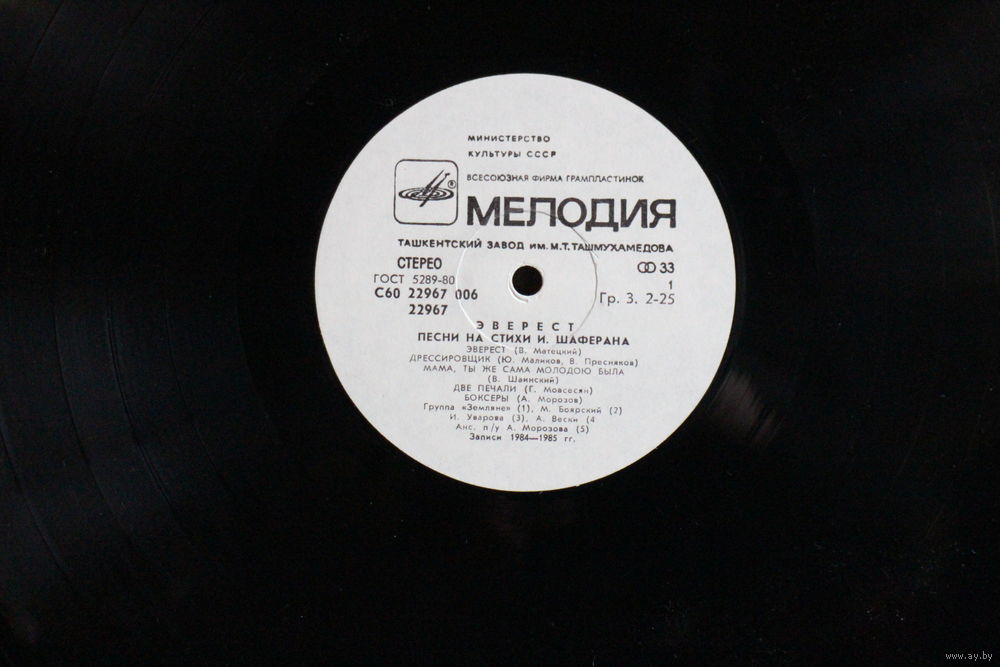 МИНИСТЕРСТВО
КУЛЬТУРЫ СССР
ВСЕСОЮЗНАЯ ФИРМА ГРАМПЛАСТИНОК
®
МЕЛОДИЯ
ТАШКЕНТСКИЙ ЗАВОД ИМ. М.Т. ТАШМУХАМЕДОВА
СТЕРЕО 33
ГОСТ 5289-80 1
С60 22967 006 Гр. 3. 2-25
22967
ЭВЕРЕСТ
ПЕСНИ НА СТИХИ И. ШАФЕРАНА
ЭВЕРЕСТ (В. Матецкий)
ДРЕССИРОВЩИК (Ю. Маликов, В. Пресняков)
МАМА, ТЫ ЖЕ САМА МОЛОДОЮ БЫЛА
(В. Шаинский)
ДВЕ ПЕЧАЛИ (Г. Мовсесян)
БОКСЕРЫ (А. Морозов)
Группа «Земляне» (1), М. Боярский (2)
И. Уварова (3), А. Вески (4
Анс. п/у А. Морозова (5)
Записи 1984—1985 гг.
www.ay.by